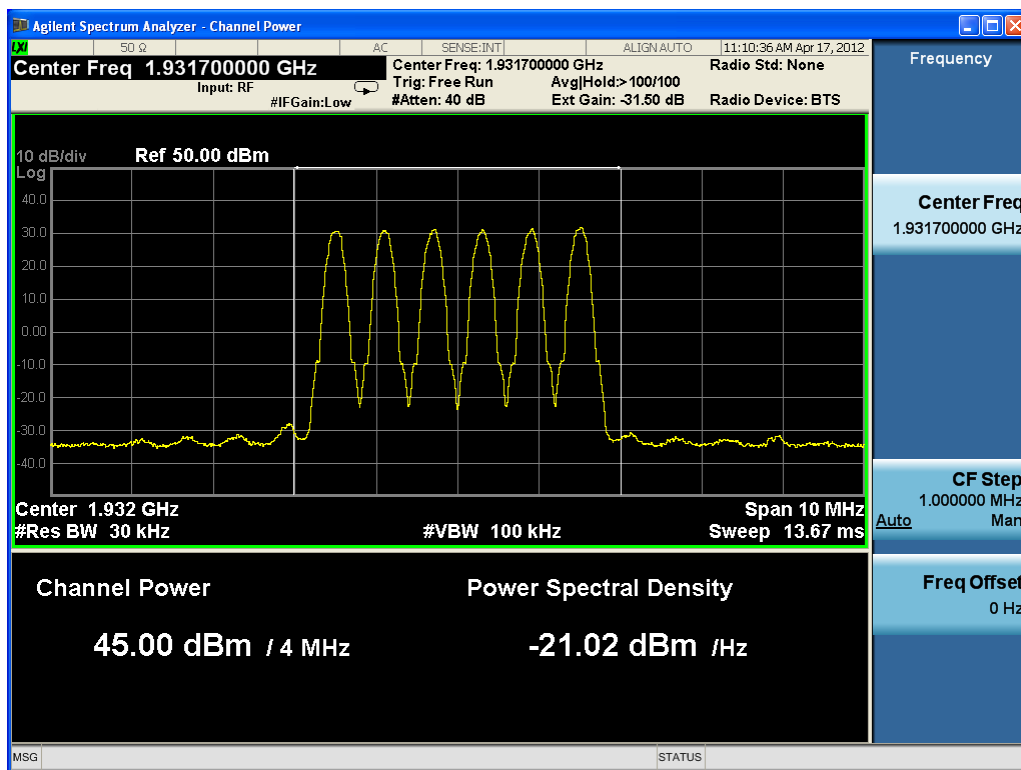 Agilent Spectrum Analyzer - Channel Power
LXI 50 Ω AC SENSE:INT ALIGN AUTO 11:10:36 AM Apr 17, 2012
Center Freq 1.931700000 GHz
Input: RF
#IFGain:Low
Center Freq: 1.931700000 GHz
Trig: Free Run Avg|Hold:>100/100
#Atten: 40 dB Ext Gain: -31.50 dB
Radio Std: None
Radio Device: BTS
10 dB/div Ref 50.00 dBm
Log
40.0
30.0
20.0
10.0
0.00
-10.0
-20.0
-30.0
-40.0
Center 1.932 GHz Span 10 MHz
#Res BW 30 kHz #VBW 100 kHz Sweep 13.67 ms
Channel Power Power Spectral Density
45.00 dBm / 4 MHz -21.02 dBm /Hz
Frequency
Center Freq
1.931700000 GHz
CF Step
1.000000 MHz
Auto Man
Freq Offset
0 Hz
MSG STATUS